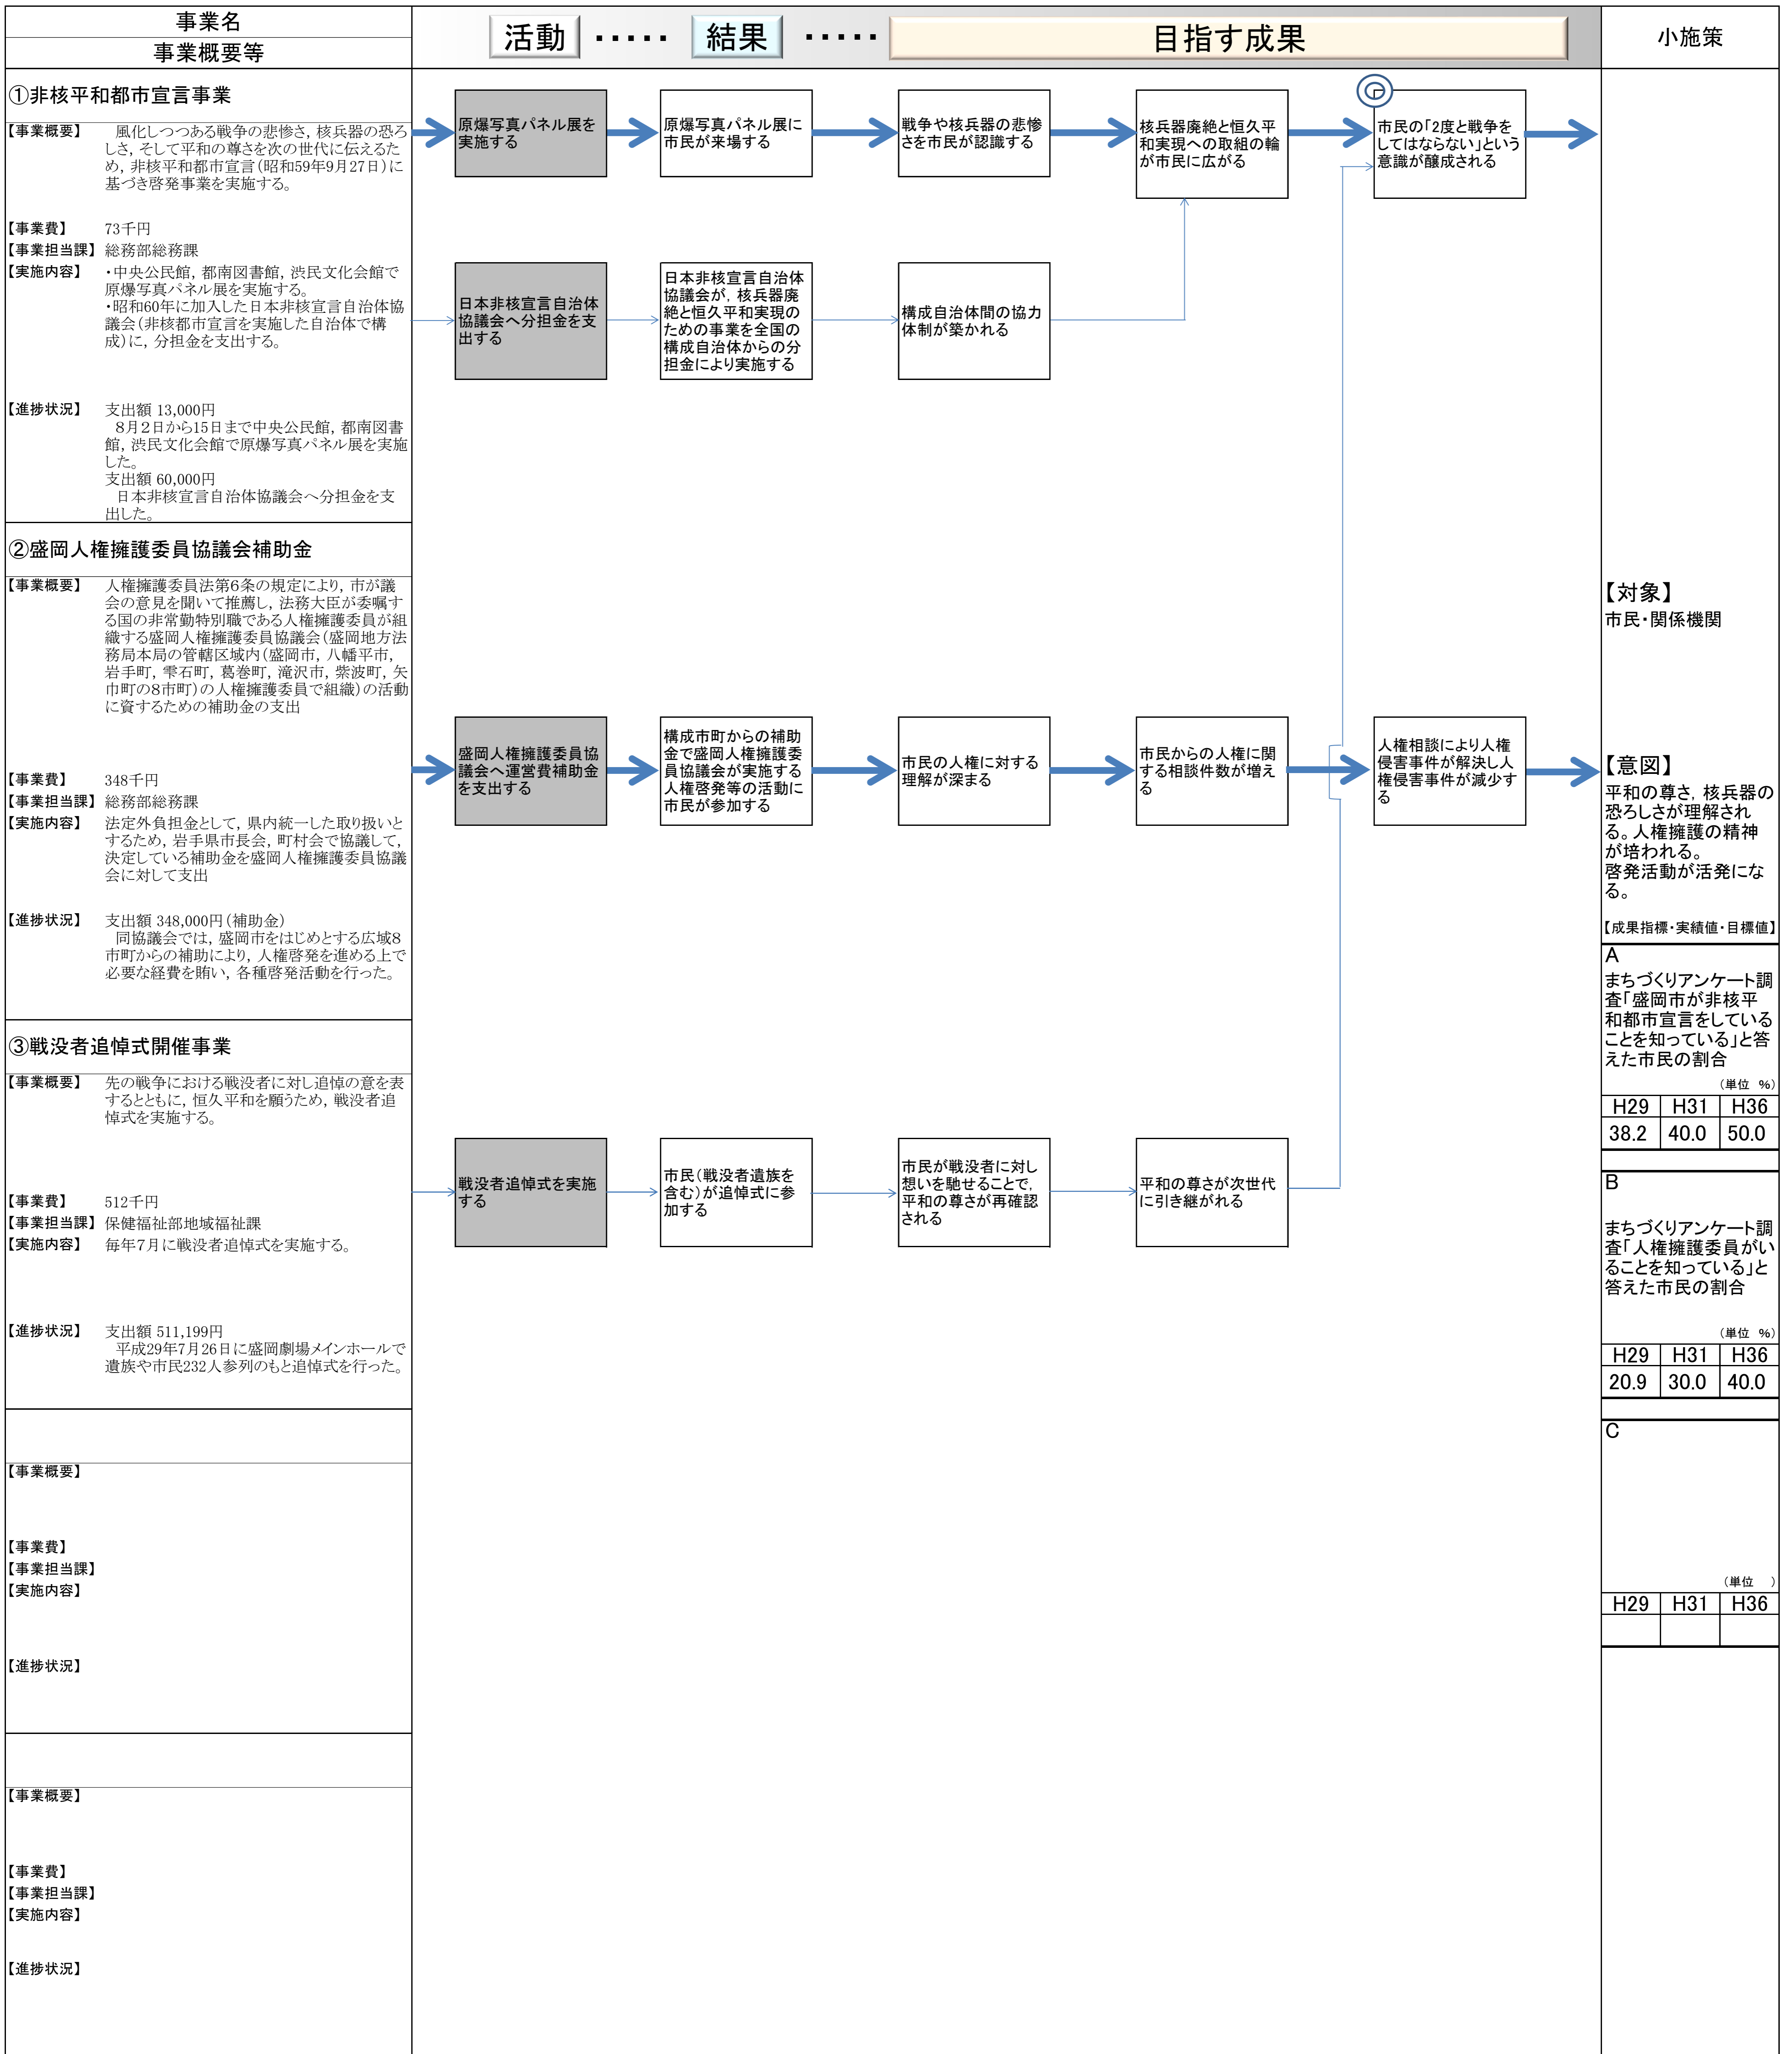 事業名
事業概要等
活動 ・・・・・ 結果 ・・・・・ 目指す成果
小施策
①非核平和都市宣言事業
【事業概要】 風化しつつある戦争の悲惨さ，核兵器の恐ろ
しさ，そして平和の尊さを次の世代に伝えるた
め，非核平和都市宣言（昭和59年9月27日）に
基づき啓発事業を実施する。
【事業費】 73千円
【事業担当課】 総務部総務課
【実施内容】 ・中央公民館，都南図書館，渋民文化会館で
原爆写真パネル展を実施する。
・昭和60年に加入した日本非核宣言自治体協
議会（非核都市宣言を実施した自治体で構
成）に，分担金を支出する。
【進捗状況】 支出額 13,000円
8月２日から15日まで中央公民館，都南図書
館，渋民文化会館で原爆写真パネル展を実施
した。
支出額 60,000円
日本非核宣言自治体協議会へ分担金を支
出した。
原爆写真パネル展を
実施する
原爆写真パネル展に
市民が来場する
戦争や核兵器の悲惨
さを市民が認識する
核兵器廃絶と恒久平
和実現への取組の輪
が市民に広がる
◎
市民の「2度と戦争を
してはならない」という
意識が醸成される
日本非核宣言自治体
協議会へ分担金を支
出する
日本非核宣言自治体
協議会が，核兵器廃
絶と恒久平和実現の
ための事業を全国の
構成自治体からの分
担金により実施する
構成自治体間の協力
体制が築かれる
②盛岡人権擁護委員協議会補助金
【事業概要】 人権擁護委員法第6条の規定により，市が議
会の意見を聞いて推薦し，法務大臣が委嘱す
る国の非常勤特別職である人権擁護委員が組
織する盛岡人権擁護委員協議会（盛岡地方法
務局本局の管轄区域内（盛岡市，八幡平市，
岩手町，雫石町，葛巻町，滝沢市，紫波町，矢
巾町の８市町）の人権擁護委員で組織）の活動
に資するための補助金の支出
【事業費】 348千円
【事業担当課】 総務部総務課
【実施内容】 法定外負担金として，県内統一した取り扱いと
するため，岩手県市長会，町村会で協議して，
決定している補助金を盛岡人権擁護委員協議
会に対して支出
【進捗状況】 支出額 348,000円（補助金）
同協議会では，盛岡市をはじめとする広域８
市町からの補助により，人権啓発を進める上で
必要な経費を賄い，各種啓発活動を行った。
盛岡人権擁護委員協
議会へ運営費補助金
を支出する
構成市町からの補助
金で盛岡人権擁護委
員協議会が実施する
人権啓発等の活動に
市民が参加する
市民の人権に対する
理解が深まる
市民からの人権に関
する相談件数が増え
る
人権相談により人権
侵害事件が解決し人
権侵害事件が減少す
る
③戦没者追悼式開催事業
【事業概要】 先の戦争における戦没者に対し追悼の意を表
するとともに，恒久平和を願うため，戦没者追
悼式を実施する。
【事業費】 512千円
【事業担当課】 保健福祉部地域福祉課
【実施内容】 毎年7月に戦没者追悼式を実施する。
【進捗状況】 支出額 511,199円
平成29年7月26日に盛岡劇場メインホールで
遺族や市民232人参列のもと追悼式を行った。
戦没者追悼式を実施
する
市民（戦没者遺族を
含む）が追悼式に参
加する
市民が戦没者に対し
想いを馳せることで，
平和の尊さが再確認
される
平和の尊さが次世代
に引き継がれる
【事業概要】
【事業費】
【事業担当課】
【実施内容】
【進捗状況】
【事業概要】
【事業費】
【事業担当課】
【実施内容】
【進捗状況】
【対象】
市民・関係機関
【意図】
平和の尊さ，核兵器の
恐ろしさが理解され
る。人権擁護の精神
が培われる。
啓発活動が活発にな
る。
【成果指標・実績値・目標値】
A
まちづくりアンケート調
査「盛岡市が非核平
和都市宣言をしている
ことを知っている」と答
えた市民の割合
（単位 %）
H29 H31 H36
38.2 40.0 50.0
B
まちづくりアンケート調
査「人権擁護委員がい
ることを知っている」と
答えた市民の割合
（単位 %）
H29 H31 H36
20.9 30.0 40.0
C
（単位 ）
H29 H31 H36